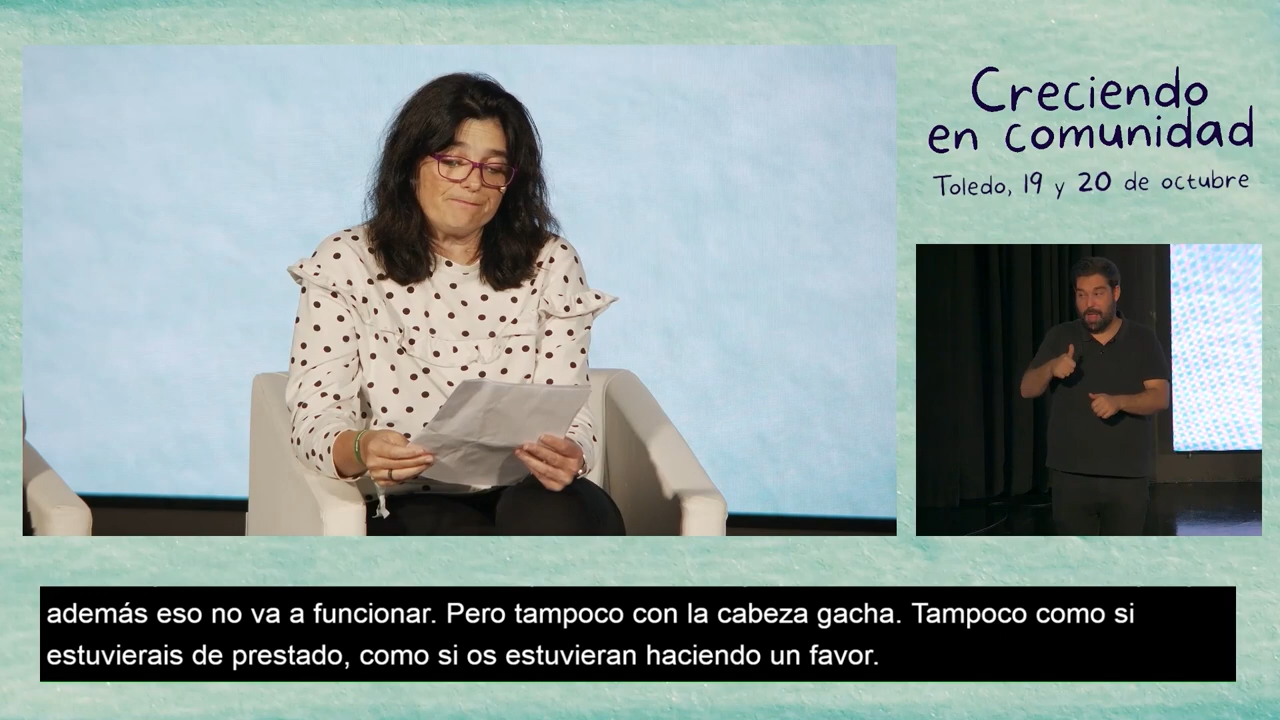 Creciendo
en comunidad
Toledo, 19 y 20 de octubre
además eso no va a funcionar. Pero tampoco con la cabeza gacha. Tampoco como si
estuvierais de prestado, como si os estuvieran haciendo un favor.